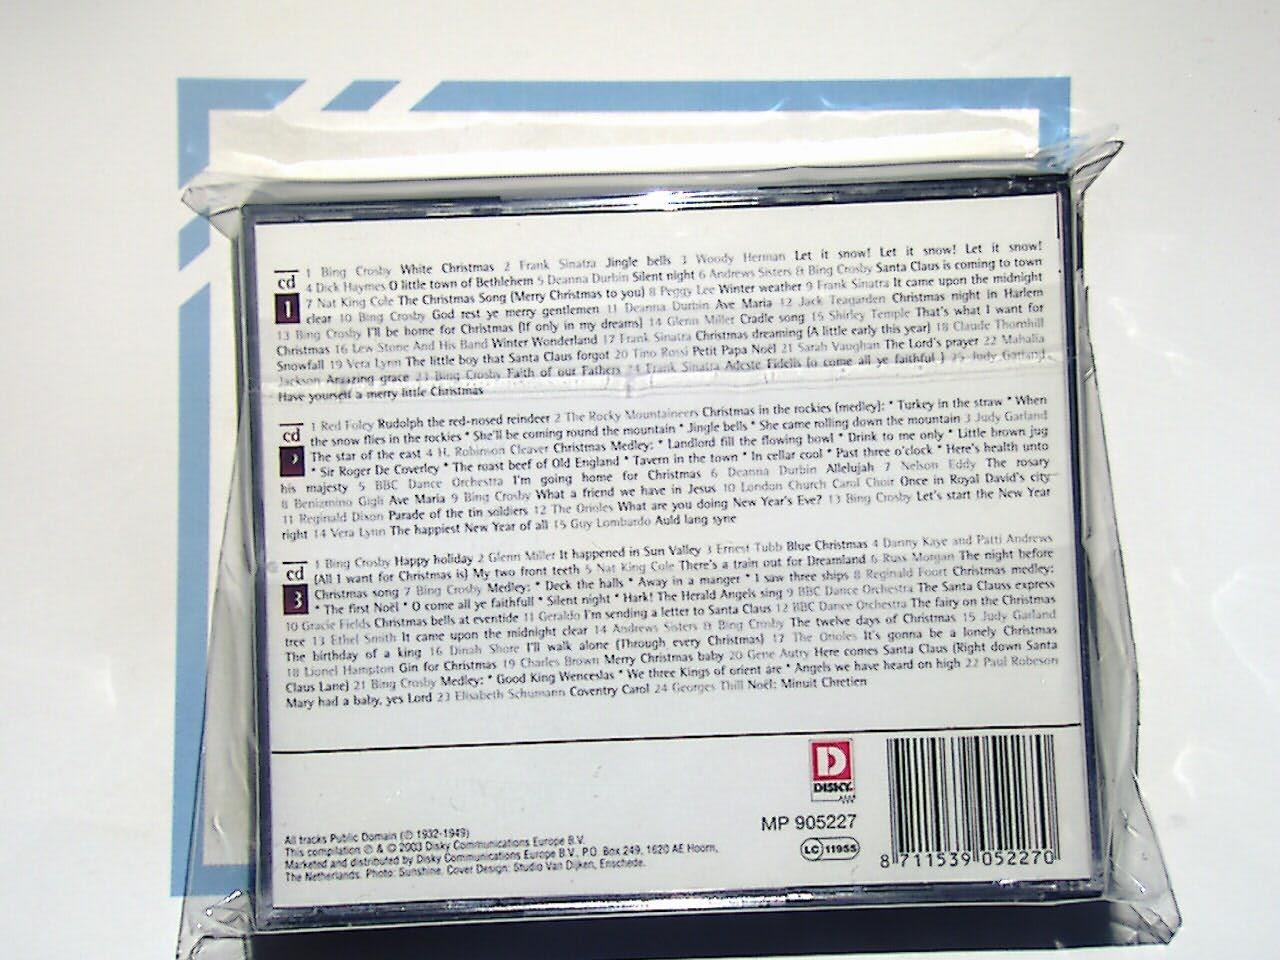 cd
1
1 Bing Crosby White Christmas 2 Frank Sinatra Jingle bells 3 Woody Herman Let it snow! Let it snow! Let it snow!
4 Dick Haymes O little town of Bethlehem 5 Deanna Durbin Silent night 6 Andrews Sisters & Bing Crosby Santa Claus is coming to town
7 Nat King Cole The Christmas Song (Merry Christmas to you) 8 Peggy Lee Winter weather 9 Frank Sinatra It came upon the midnight
clear 10 Bing Crosby God rest ye merry gentlemen 11 Deanna Durbin Ave Maria 12 Jack Teagarden Christmas night in Harlem
13 Bing Crosby I'll be home for Christmas (If only in my dreams) 14 Glenn Miller Cradle song 15 Shirley Temple That's what I want for
Christmas 16 Lew Stone And His Band Winter Wonderland 17 Frank Sinatra Christmas dreaming (A little early this year) 18 Claude Thornhill
Snowfall 19 Vera Lynn The little boy that Santa Claus forgot 20 Tino Rossi Petit Papa Noël 21 Sarah Vaughan The Lord's prayer 22 Mahalia
Jackson Amazing grace 23 Bing Crosby Faith of our Fathers 24 Frank Sinatra Adeste Fidelis (o come all ye faithful ) 25 Judy Garland
Have yourself a merry little Christmas
cd
2
1 Red Foley Rudolph the red-nosed reindeer 2 The Rocky Mountaineers Christmas in the rockies (medley): * Turkey in the straw * When
the snow flies in the rockies * She'll be coming round the mountain * Jingle bells * She came rolling down the mountain 3 Judy Garland
The star of the east 4 H. Robinson Cleaver Christmas Medley: * Landlord fill the flowing bowl * Drink to me only * Little brown jug
* Sir Roger De Coverley * The roast beef of Old England * Tavern in the town * In cellar cool * Past three o'clock * Here's health unto
his majesty 5 BBC Dance Orchestra I'm going home for Christmas 6 Deanna Durbin Allelujah 7 Nelson Eddy The rosary
8 Benizmino Gigli Ave Maria 9 Bing Crosby What a friend we have in Jesus 10 London Church Carol Choir Once in Royal David's city
11 Reginald Dixon Parade of the tin soldiers 12 The Orioles What are you doing New Year's Eve? 13 Bing Crosby Let's start the New Year
right 14 Vera Lynn The happiest New Year of all 15 Guy Lombardo Auld lang syne
cd
3
1 Bing Crosby Happy holiday 2 Glenn Miller It happened in Sun Valley 3 Ernest Tubb Blue Christmas 4 Danny Kaye and Patti Andrews
(All I want for Christmas is) My two front teeth 5 Nat King Cole There's a train out for Dreamland 6 Russ Morgan The night before
Christmas song 7 Bing Crosby Medley: * Deck the halls * Away in a manger * I saw three ships 8 Reginald Foort Christmas medley:
* The first Noël * O come all ye faithfull * Silent night * Hark! The Herald Angels sing 9 BBC Dance Orchestra The Santa Clauss express
10 Gracie Fields Christmas bells at eventide 11 Geraldo I'm sending a letter to Santa Claus 12 BBC Dance Orchestra The fairy on the Christmas
tree 13 Ethel Smith It came upon the midnight clear 14 Andrews Sisters & Bing Crosby The twelve days of Christmas 15 Judy Garland
The birthday of a king 16 Dinah Shore I'll walk alone (Through every Christmas) 17 The Orioles It's gonna be a lonely Christmas
18 Lionel Hampton Gin for Christmas 19 Charles Brown Merry Christmas baby 20 Gene Autry Here comes Santa Claus (Right down Santa
Claus Lane) 21 Bing Crosby Medley: * Good King Wenceslas * We three Kings of orient are * Angels we have heard on high 22 Paul Robeson
Mary had a baby, yes Lord 23 Elisabeth Schumann Coventry Carol 24 Georges Thill Noël: Minuit Chretien
DISKY
MP 905227
LC 11955
8 711539 052270
All tracks Public Domain (℗ 1932-1949)
This compilation ℗ & © 2003 Disky Communications Europe B.V.
Marketed and distributed by Disky Communications Europe B.V., P.O. Box 249, 1620 AE Hoorn,
The Netherlands. Photo: Sunshine. Cover Design: Studio Van Dijken, Enschede.